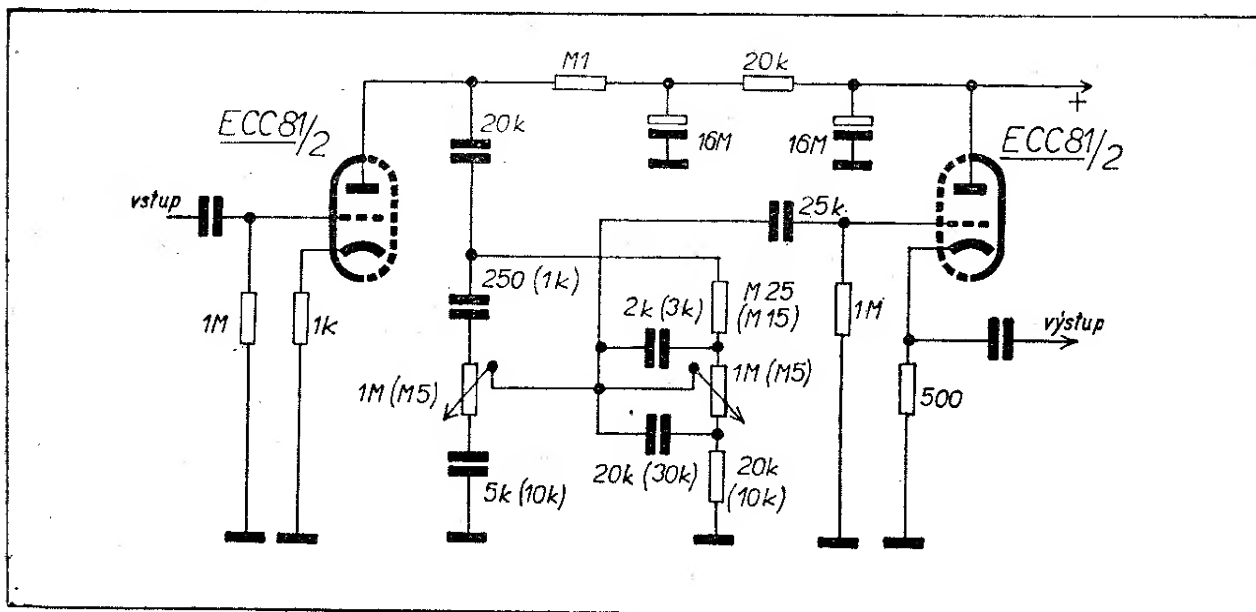 M1
20k
ECC81/2
20k
16M
16M
ECC81/2
vstup
25k
250 (1k)
2k (3k)
M25
(M15)
1M
1k
1M
výstup
1M (M5)
1M (M5)
500
20k (30k)
20k
(10k)
5k (10k)
+